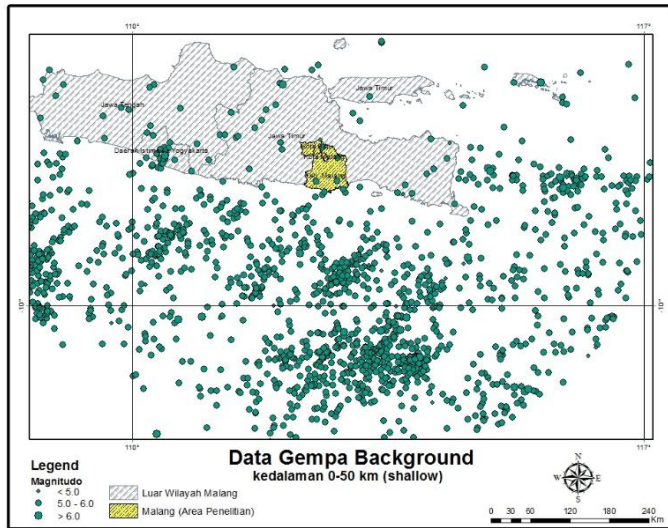 110°
117°
Jawa Timur
Jawa Tengah
Daerah Istimewa Yogyakarta
Jawa Timur
-10°
-10°
110°
117°
Data Gempa Background
kedalaman 0-50 km (shallow)
Legend
Magnitudo
< 5.0
5.0 - 6.0
> 6.0
Luar Wilayah Malang
Malang (Area Penelitian)
N
W
E
S
0 30 60 120 180 240
Km